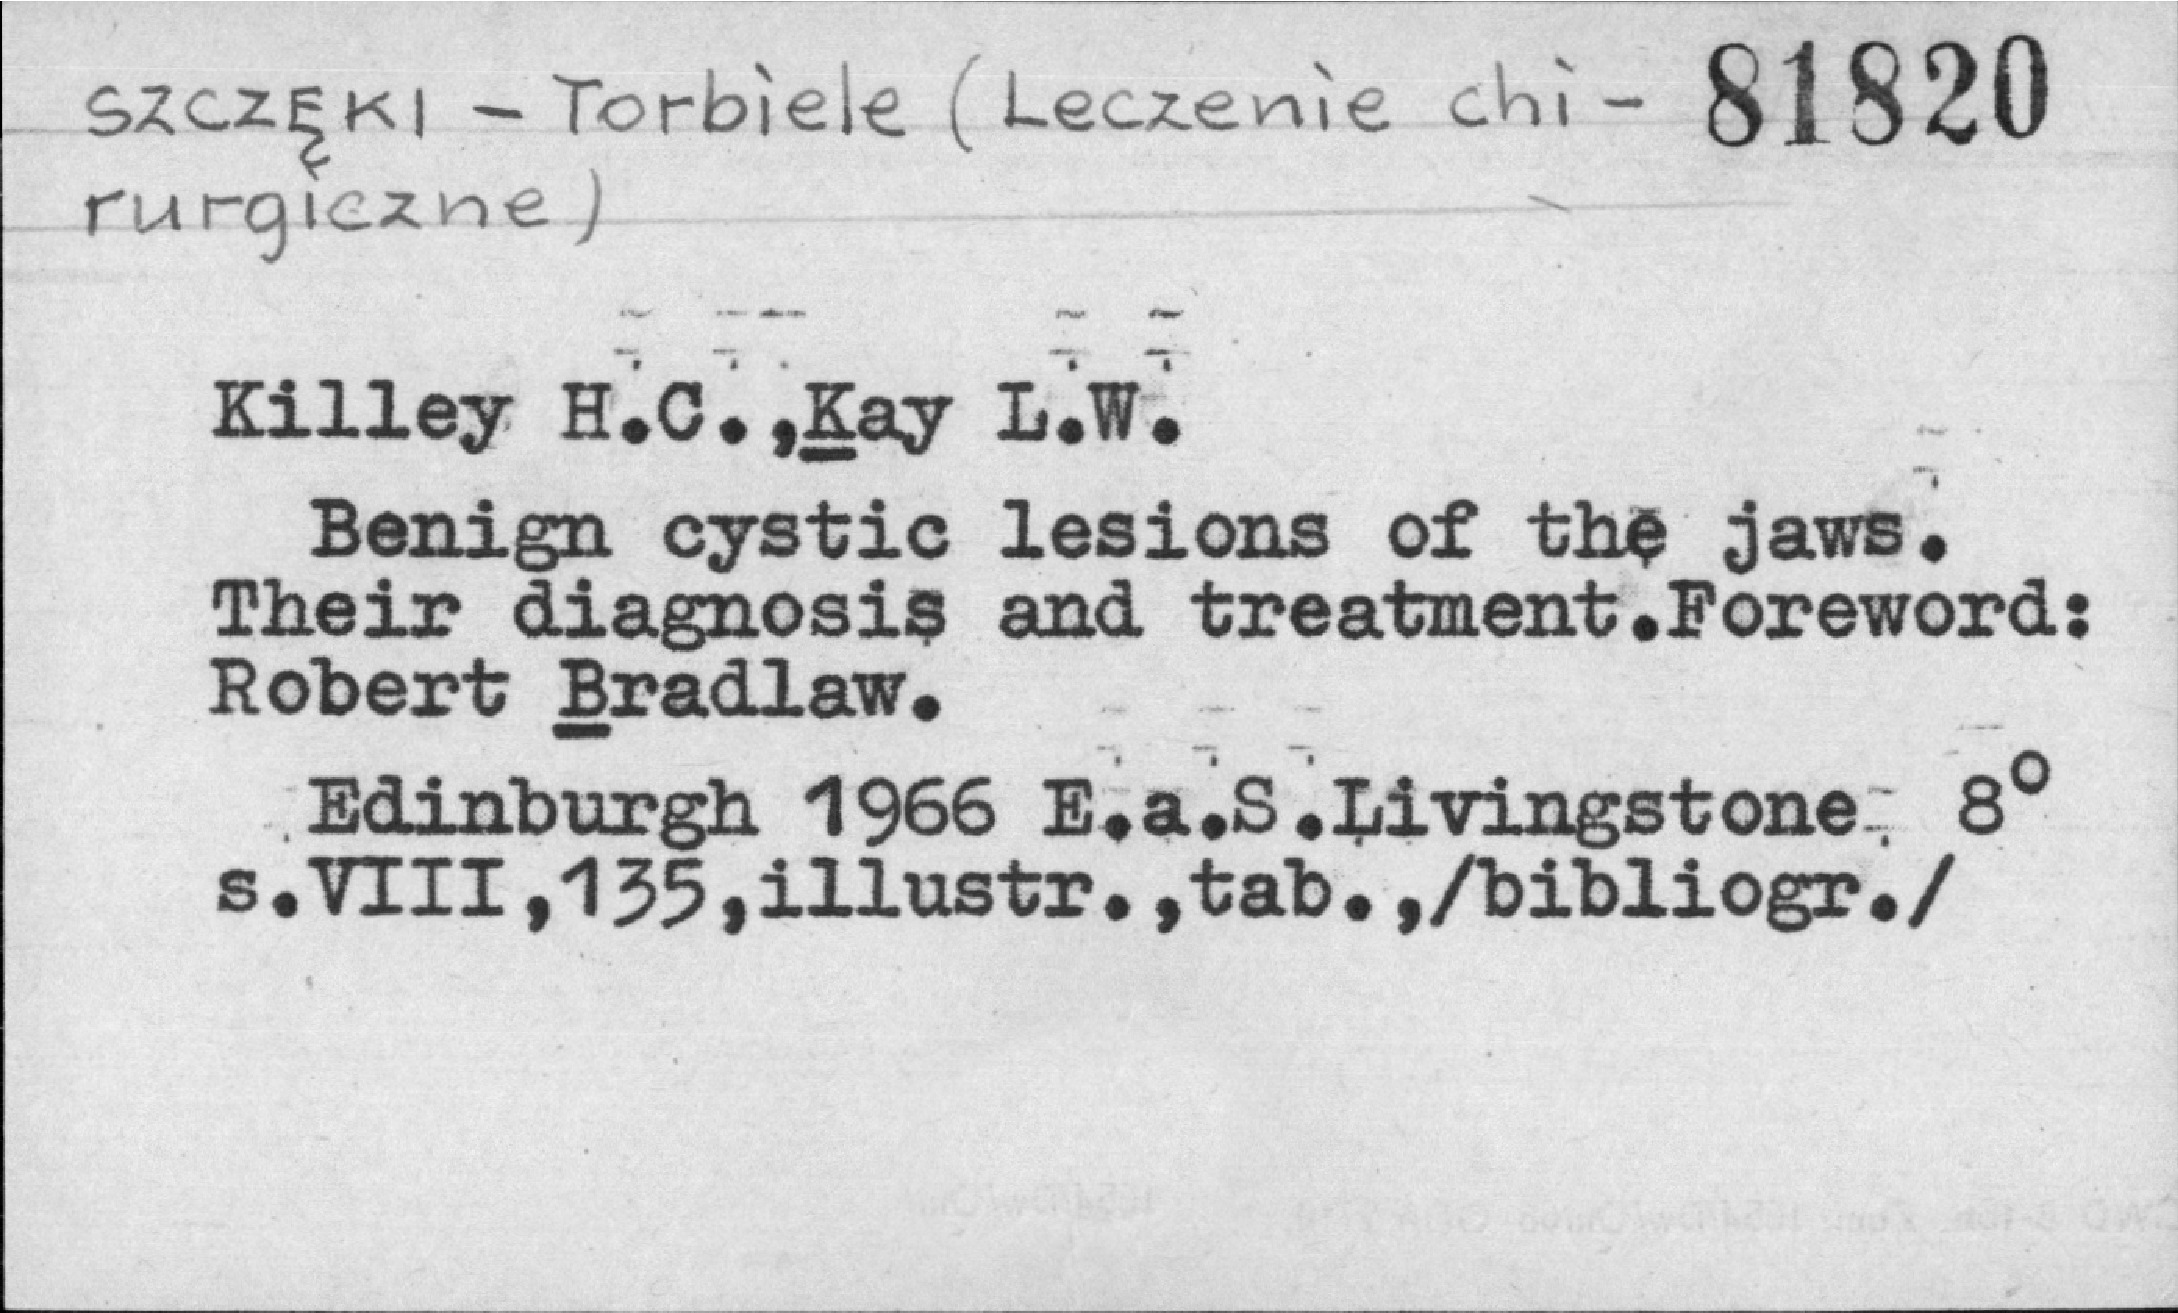 SZCZĘKI – Torbiele (Leczenie chi- 81820
rurgiczne)
Killey H.C.,Kay L.W.
Benign cystic lesions of the jaws.
Their diagnosis and treatment.Foreword:
Robert Bradlaw.
Edinburgh 1966 E.a.S.Livingstone 8°
s.VIII,135,illustr.,tab.,/bibliogr./